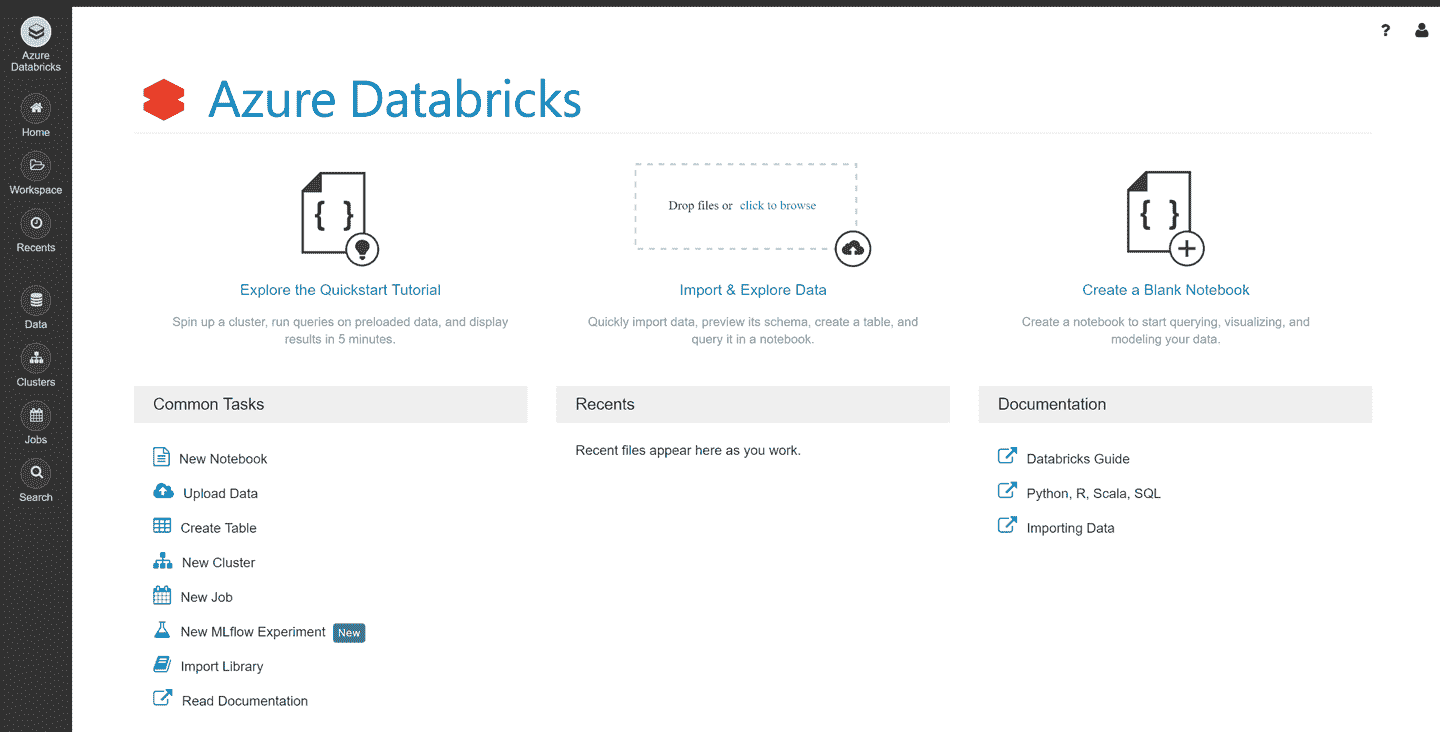 Azure
Databricks
Home
Workspace
Recents
Data
Clusters
Jobs
Search
?
Azure Databricks
{ }
Explore the Quickstart Tutorial
Spin up a cluster, run queries on preloaded data, and display
results in 5 minutes.
Drop files or click to browse
Import & Explore Data
Quickly import data, preview its schema, create a table, and
query it in a notebook.
{ }
Create a Blank Notebook
Create a notebook to start querying, visualizing, and
modeling your data.
Common Tasks
New Notebook
Upload Data
Create Table
New Cluster
New Job
New MLflow Experiment New
Import Library
Read Documentation
Recents
Recent files appear here as you work.
Documentation
Databricks Guide
Python, R, Scala, SQL
Importing Data